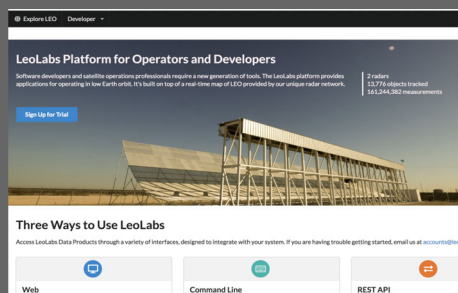 Explore LEO Developer
LeoLabs Platform for Operators and Developers
Software developers and satellite operations professionals require a new generation of tools. The LeoLabs platform provides
applications for operating in low Earth orbit. It's built on top of a real-time map of LEO provided by our unique radar network.
2 radars
13,776 objects tracked
161,244,382 measurements
Sign Up for Trial
Three Ways to Use LeoLabs
Access LeoLabs Data Products through a variety of interfaces, designed to integrate with your system. If you are having trouble getting started, email us at accounts@leo
Web Command Line REST API